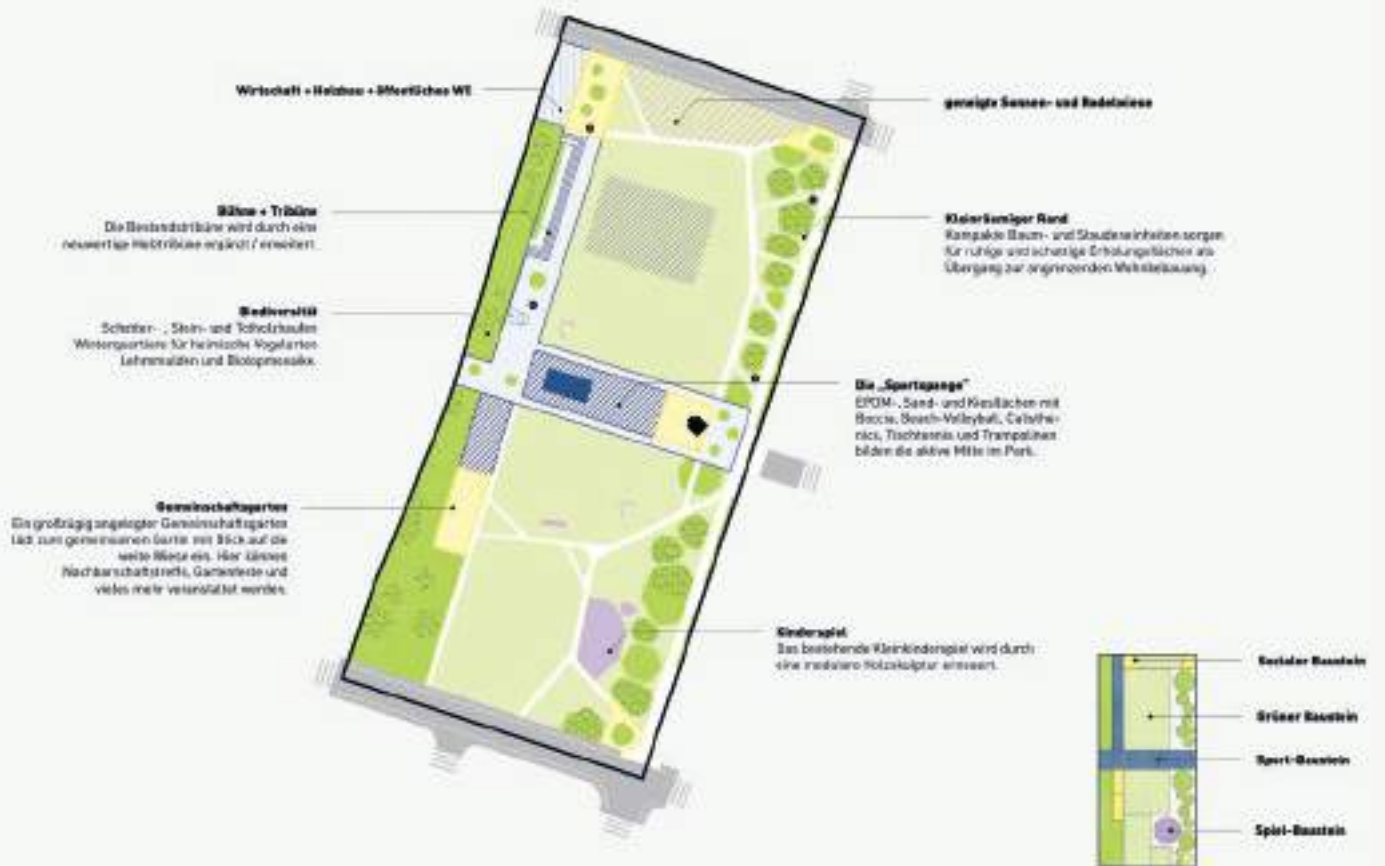 Wirtschaft + Holzbau + öffentliches WC
geneigte Sonnen- und Rodelwiese
Bühne + Tribüne
Die Bestandstribüne wird durch eine
neuwertige Holztribüne ergänzt / erweitert.
Kleinräumiger Rand
Kompakte Baum- und Staudeneinheiten sorgen
für ruhige und schattige Erholungsflächen als
Übergang zur angrenzenden Wohnbebauung.
Biodiversität
Schotter-, Stein- und Totholzhaufen
Winterquartiere für heimische Vogelarten
Lehmmulden und Biotopmosaike.
Die „Sportspange"
EPDM-, Sand- und Kiesflächen mit
Boccia, Beach-Volleyball, Calisthe-
nics, Tischtennis und Trampolinen
bilden die aktive Mitte im Park.
Gemeinschaftsgarten
Ein großzügig angelegter Gemeinschaftsgarten
lädt zum gemeinsamen Garteln mit Blick auf die
weite Wiese ein. Hier können
Nachbarschaftstreffs, Gartenfeste und
vieles mehr veranstaltet werden.
Kinderspiel
Das bestehende Kleinkinderspiel wird durch
eine modulare Holzskulptur erneuert.
Sozialer Baustein
Grüner Baustein
Sport-Baustein
Spiel-Baustein